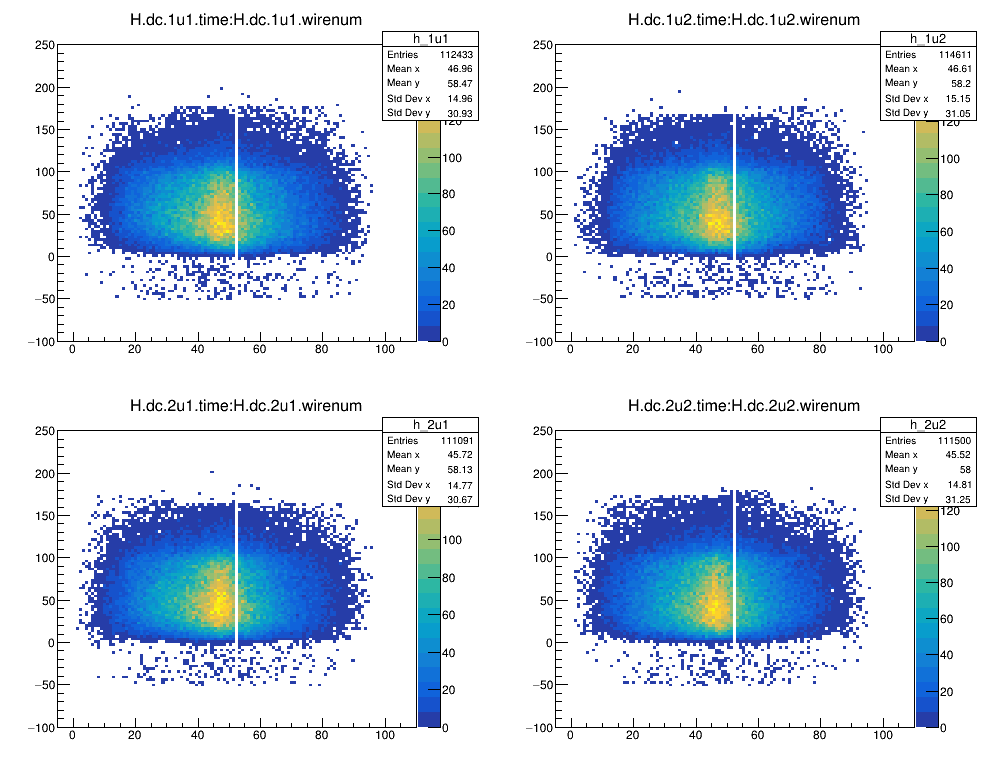 H.dc.1u1.time:H.dc.1u1.wirenum
h_1u1
Entries 112433
Mean x 46.96
Mean y 58.47
Std Dev x 14.96
Std Dev y 30.93
250
200
150
100
50
0
−50
−100
0 20 40 60 80 100
120
100
80
60
40
20
0
H.dc.1u2.time:H.dc.1u2.wirenum
h_1u2
Entries 114611
Mean x 46.61
Mean y 58.2
Std Dev x 15.15
Std Dev y 31.05
250
200
150
100
50
0
−50
−100
0 20 40 60 80 100
120
100
80
60
40
20
0
H.dc.2u1.time:H.dc.2u1.wirenum
h_2u1
Entries 111091
Mean x 45.72
Mean y 58.13
Std Dev x 14.77
Std Dev y 30.67
250
200
150
100
50
0
−50
−100
0 20 40 60 80 100
100
80
60
40
20
0
H.dc.2u2.time:H.dc.2u2.wirenum
h_2u2
Entries 111500
Mean x 45.52
Mean y 58
Std Dev x 14.81
Std Dev y 31.25
250
200
150
100
50
0
−50
−100
0 20 40 60 80 100
120
100
80
60
40
20
0